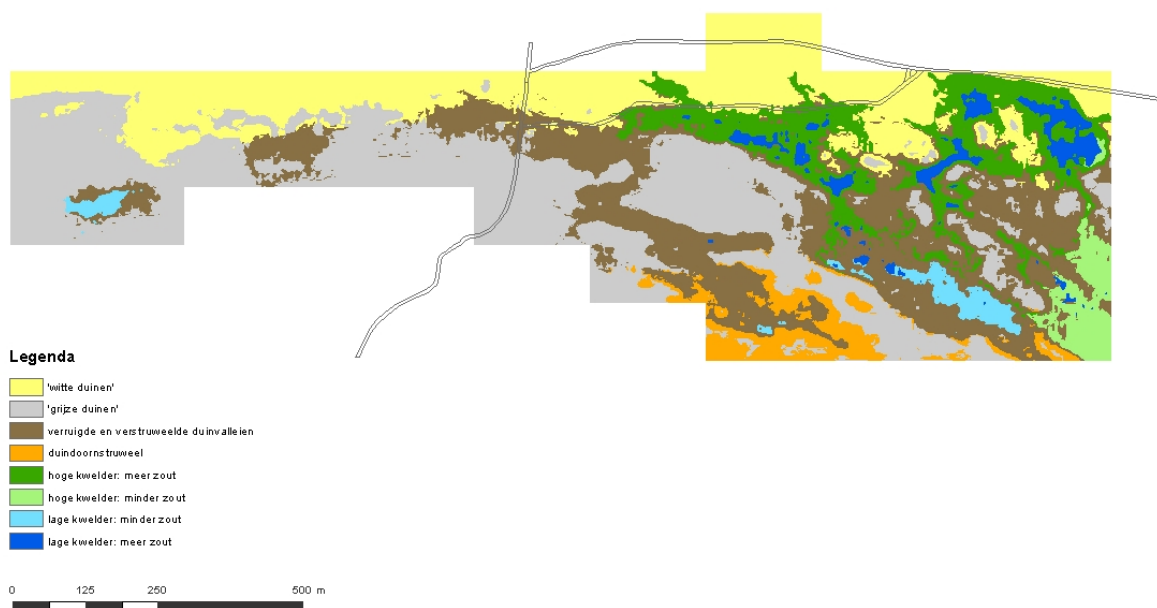 Legenda
'witte duinen'
'grijze duinen'
verruigde en verstruweelde duinvalleien
duindoornstruweel
hoge kwelder: meer zout
hoge kwelder: minder zout
lage kwelder: minder zout
lage kwelder: meer zout
0 125 250 500 m